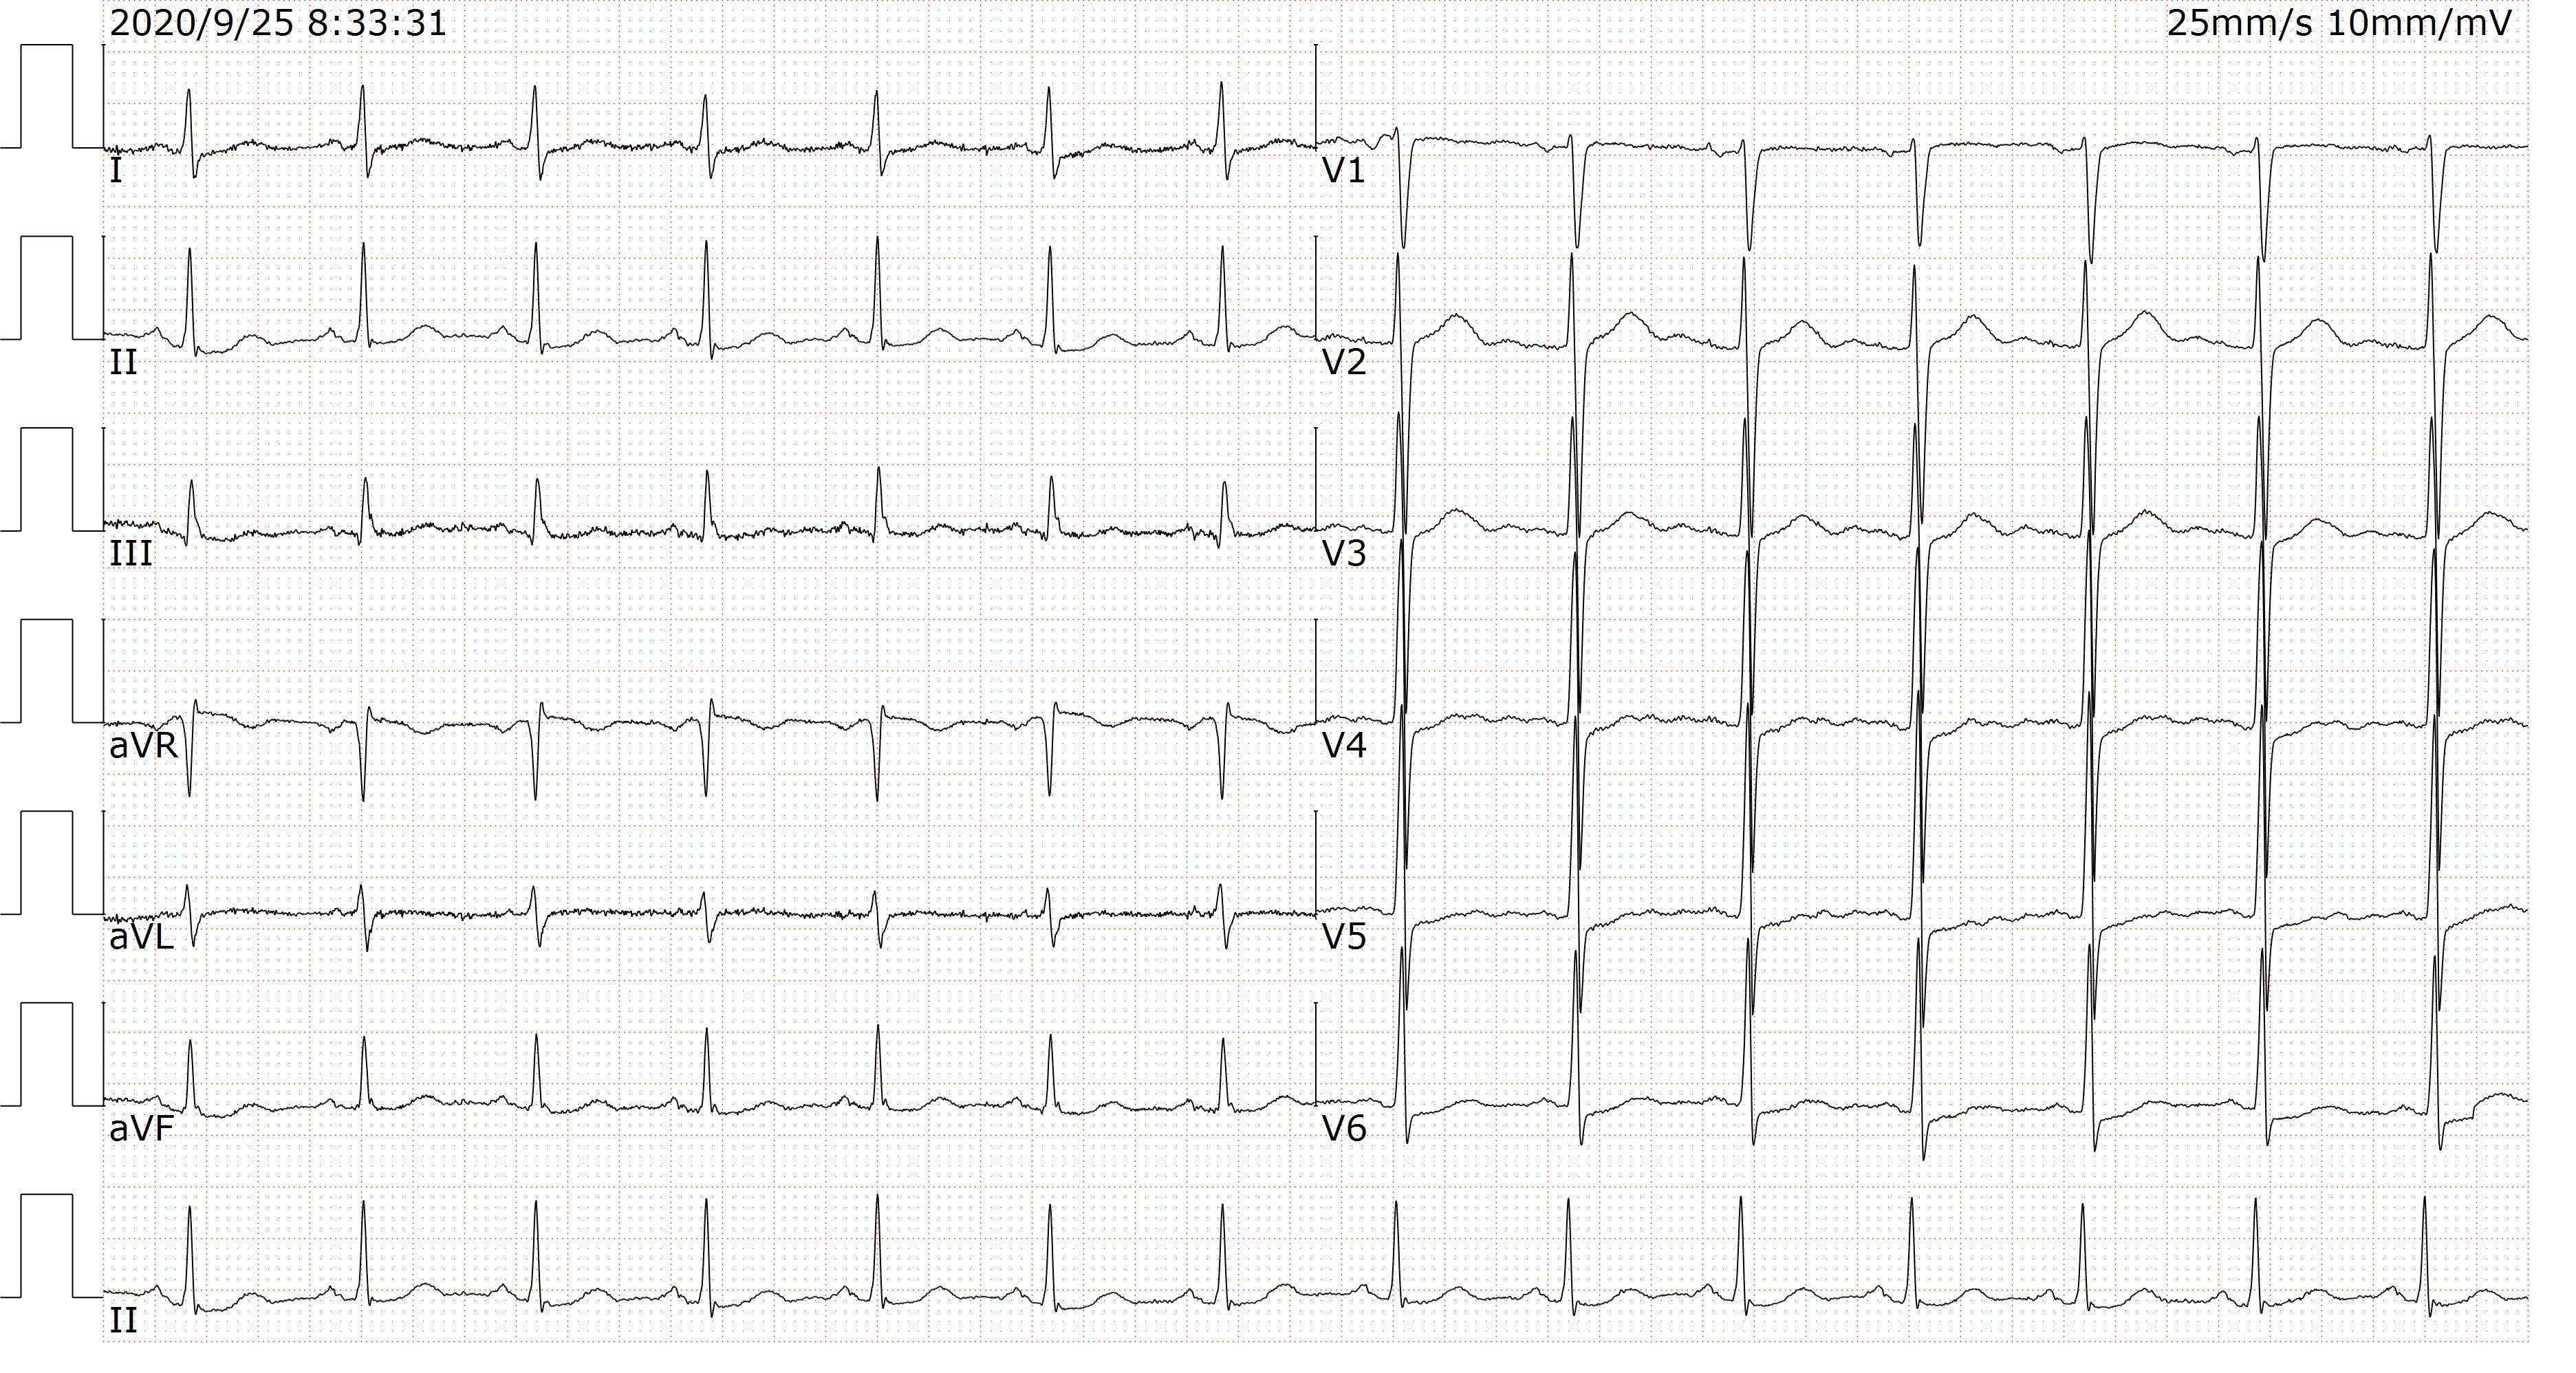 2020/9/25 8:33:31 25mm/s 10mm/mV
I V1
II V2
III V3
aVR V4
aVL V5
aVF V6
II